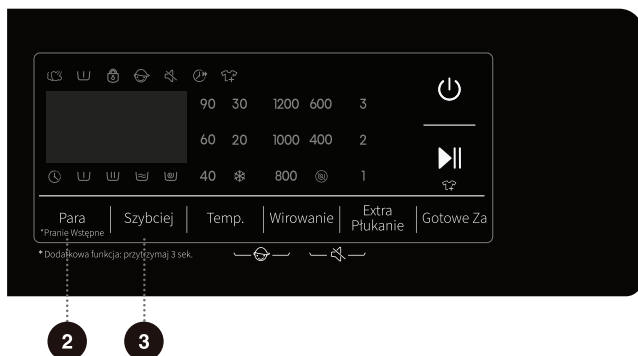 90 30 1200 600 3
60 20 1000 400 2
40 800 1
Para
*Pranie Wstępne
Szybciej
Temp.
Wirowanie
Extra
Płukanie
Gotowe Za
* Dodatkowa funkcja: przytrzymaj 3 sek.
2 3